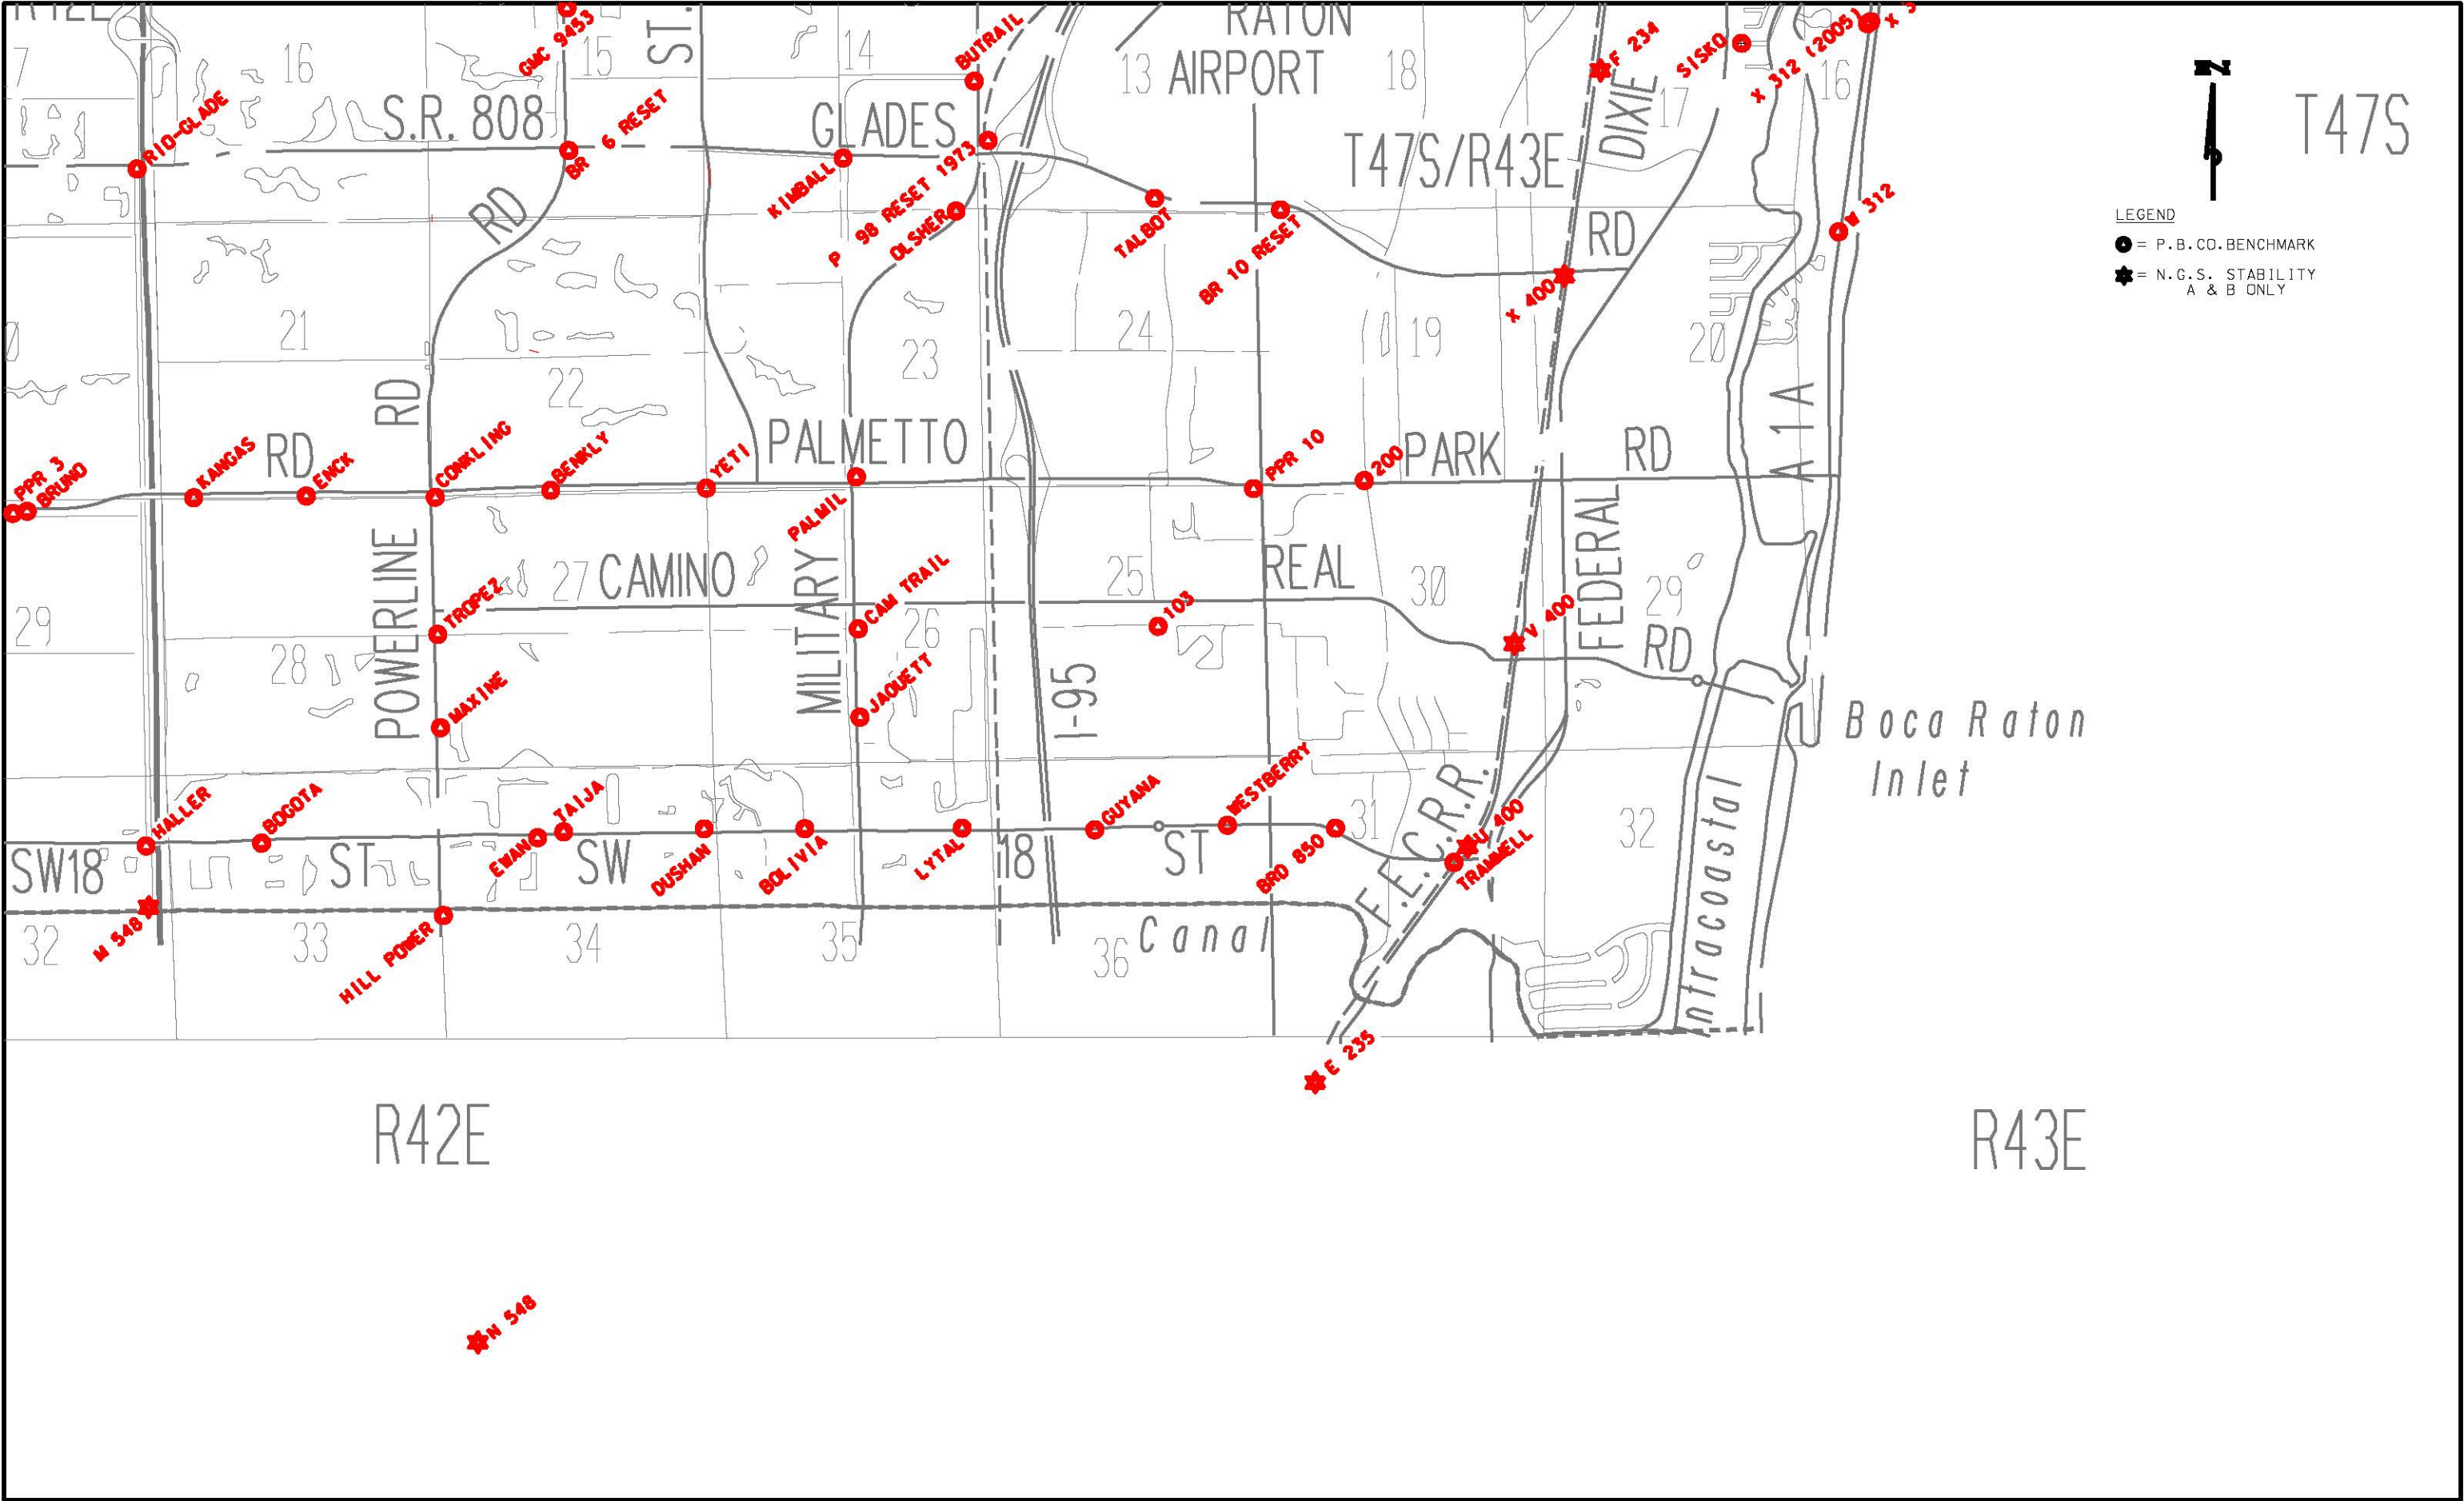 GWC 9453
ST.
BUTRAIL
RATON
AIRPORT
F 234
SISKO
X 312 (2005)
T47S
7
16
15
14
13
18
17
16
RIO-GLADE
S.R. 808
BR 6 RESET
GLADES
KIMBALL
P 98 RESET 1973
OLSHER
TALBOT
BR 10 RESET
T47S/R43E
DIXIE
RD
RD
X 400
W 312
LEGEND
= P.B.CO.BENCHMARK
= N.G.S. STABILITY
A & B ONLY
21
22
23
24
19
20
RD
A1A
PPR 3
BRUNO
KANGAS
RD
ENCK
CONKLING
BENKLY
YETI
PALMETTO
PALMIL
PPR 10
200
PARK
RD
POWERLINE
MILITARY
FEDERAL
27
CAMINO
CAM TRAIL
25
REAL
30
29
29
28
26
103
V 400
RD
TROPEZ
MAXINE
JAQUETT
I-95
Boca Raton
Inlet
HALLER
BOGOTA
EWAN
TAIJA
DUSHAN
BOLIVIA
LYTAL
GUYANA
WESTBERRY
BRO 850
31
U 400
TRAMMELL
F.E.C.R.R.
32
Intracoastal
SW18
ST
SW
18
ST
M 548
HILL POWER
32
33
34
35
36
Canal
E 235
R42E
R43E
N 548